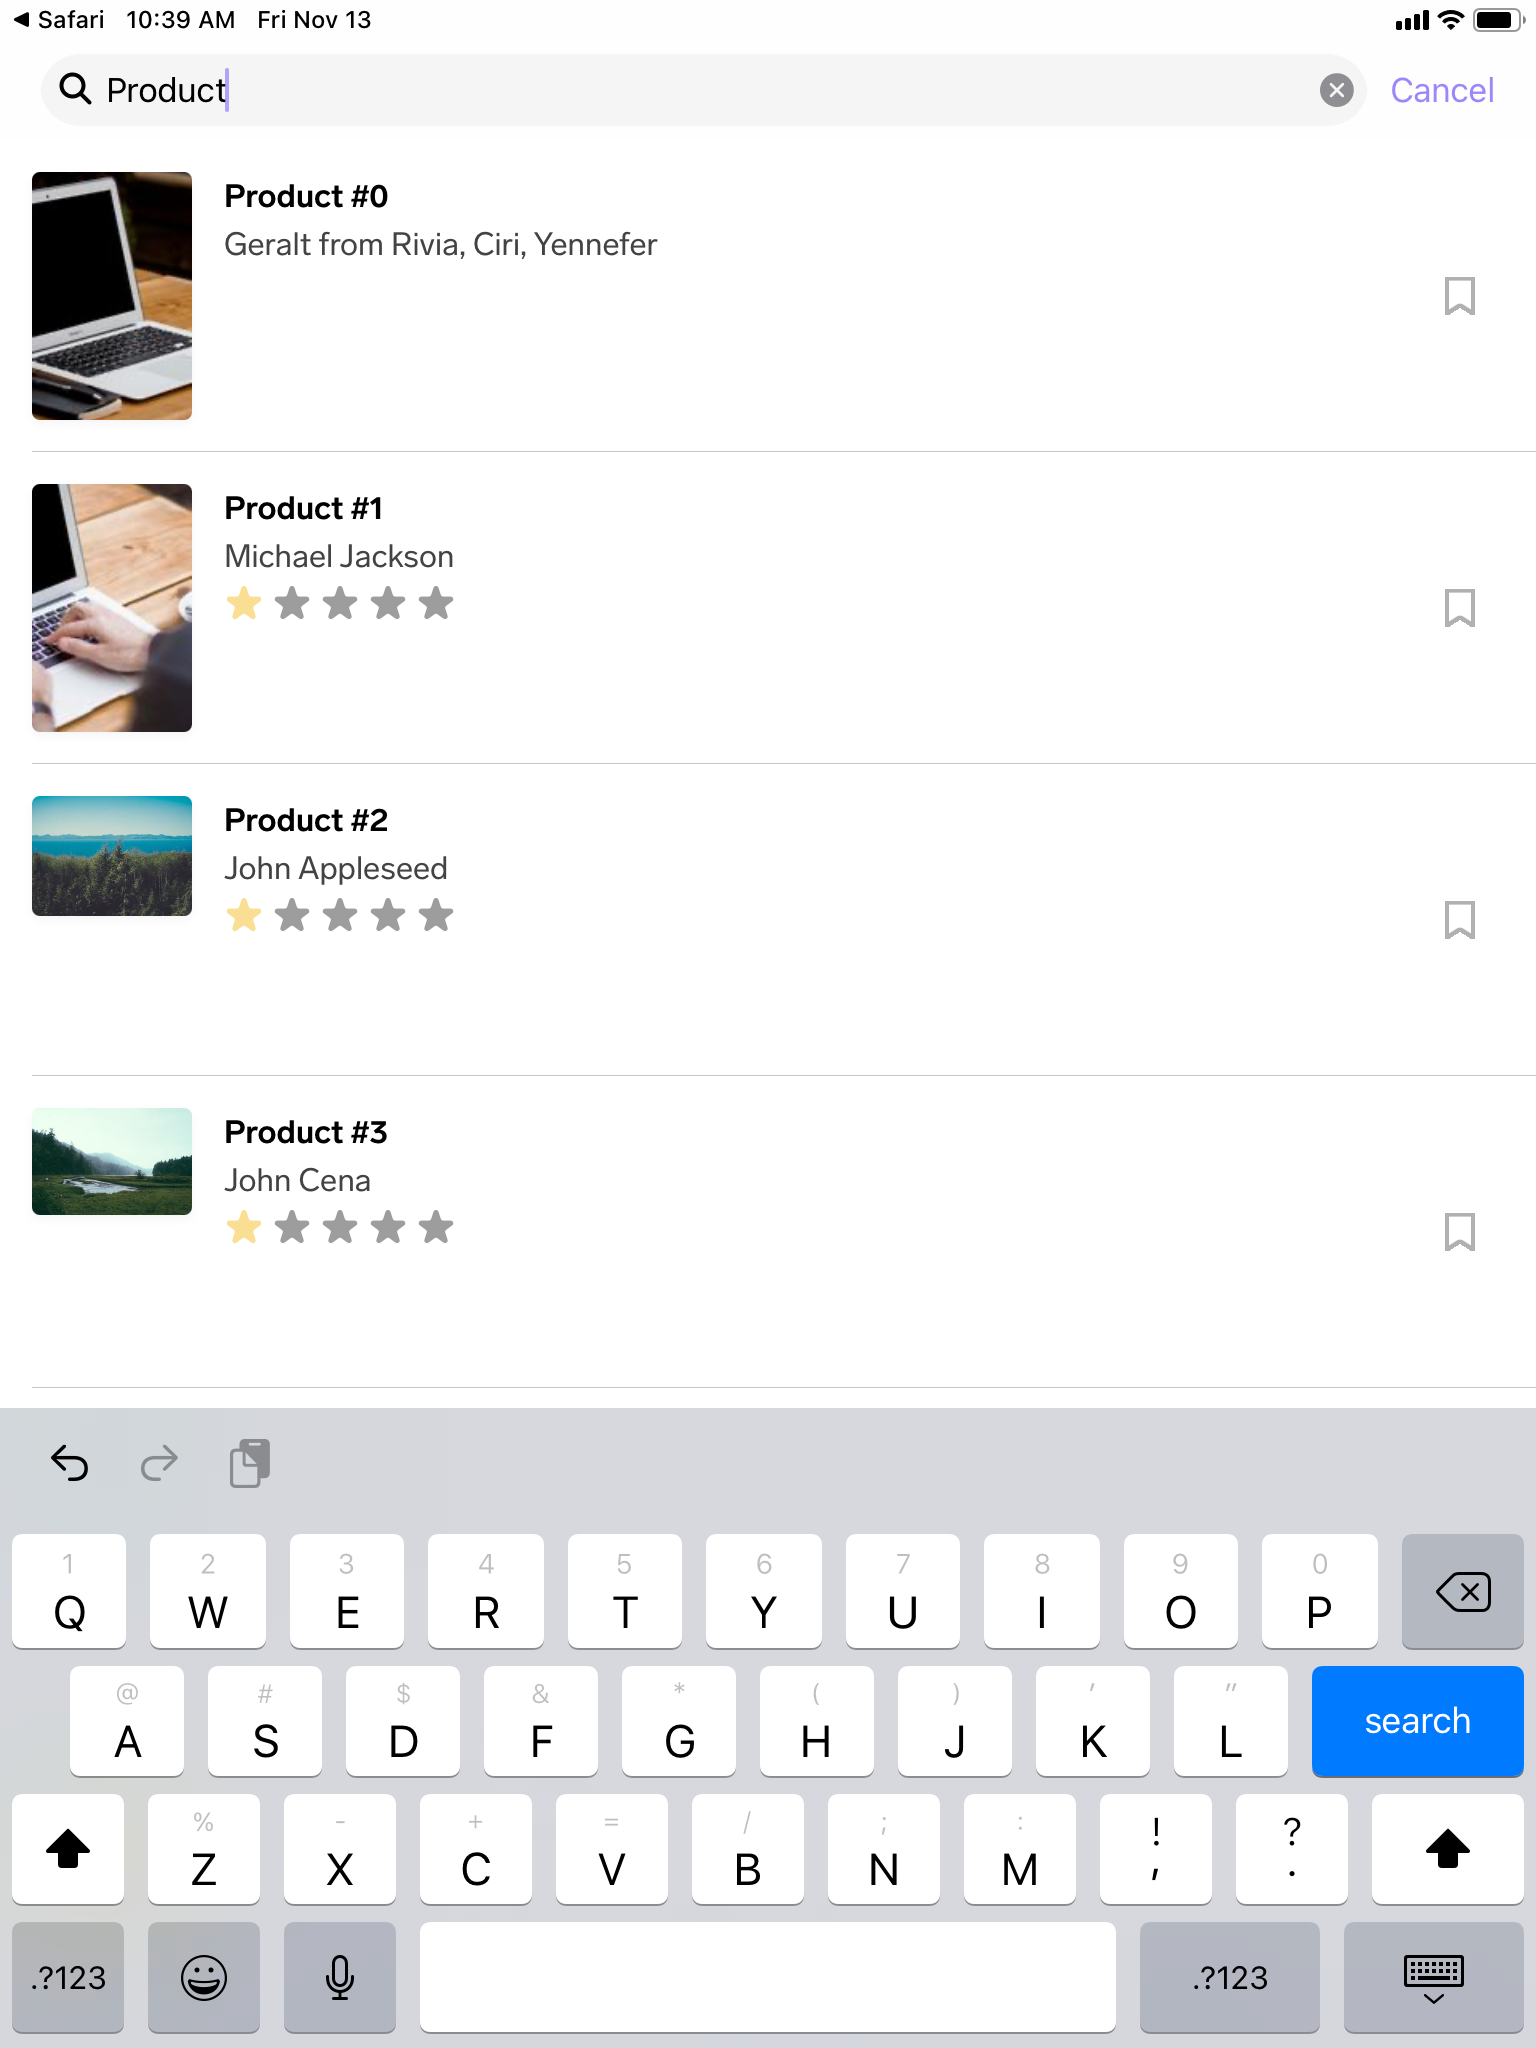 Safari 10:39 AM Fri Nov 13
Product
Cancel
Product #0
Geralt from Rivia, Ciri, Yennefer
Product #1
Michael Jackson
Product #2
John Appleseed
Product #3
John Cena
1 2 3 4 5 6 7 8 9 0
Q W E R T Y U I O P
@ # $ & * ( ) ' "
A S D F G H J K L
search
% - + = / ; : ! ?
Z X C V B N M , .
.?123 .?123